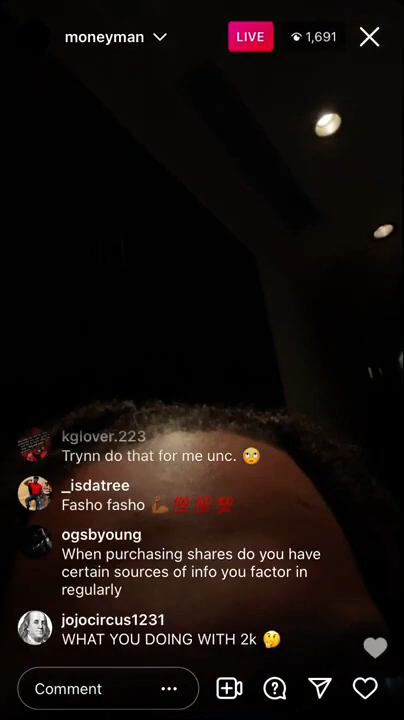 moneyman
LIVE
1,691
kglover.223
Trynn do that for me unc. 🙄
_isdatree
Fasho fasho 💪🏾 💯 💯 💯
ogsbyoung
When purchasing shares do you have
certain sources of info you factor in
regularly
jojocircus1231
WHAT YOU DOING WITH 2k 🤔
Comment